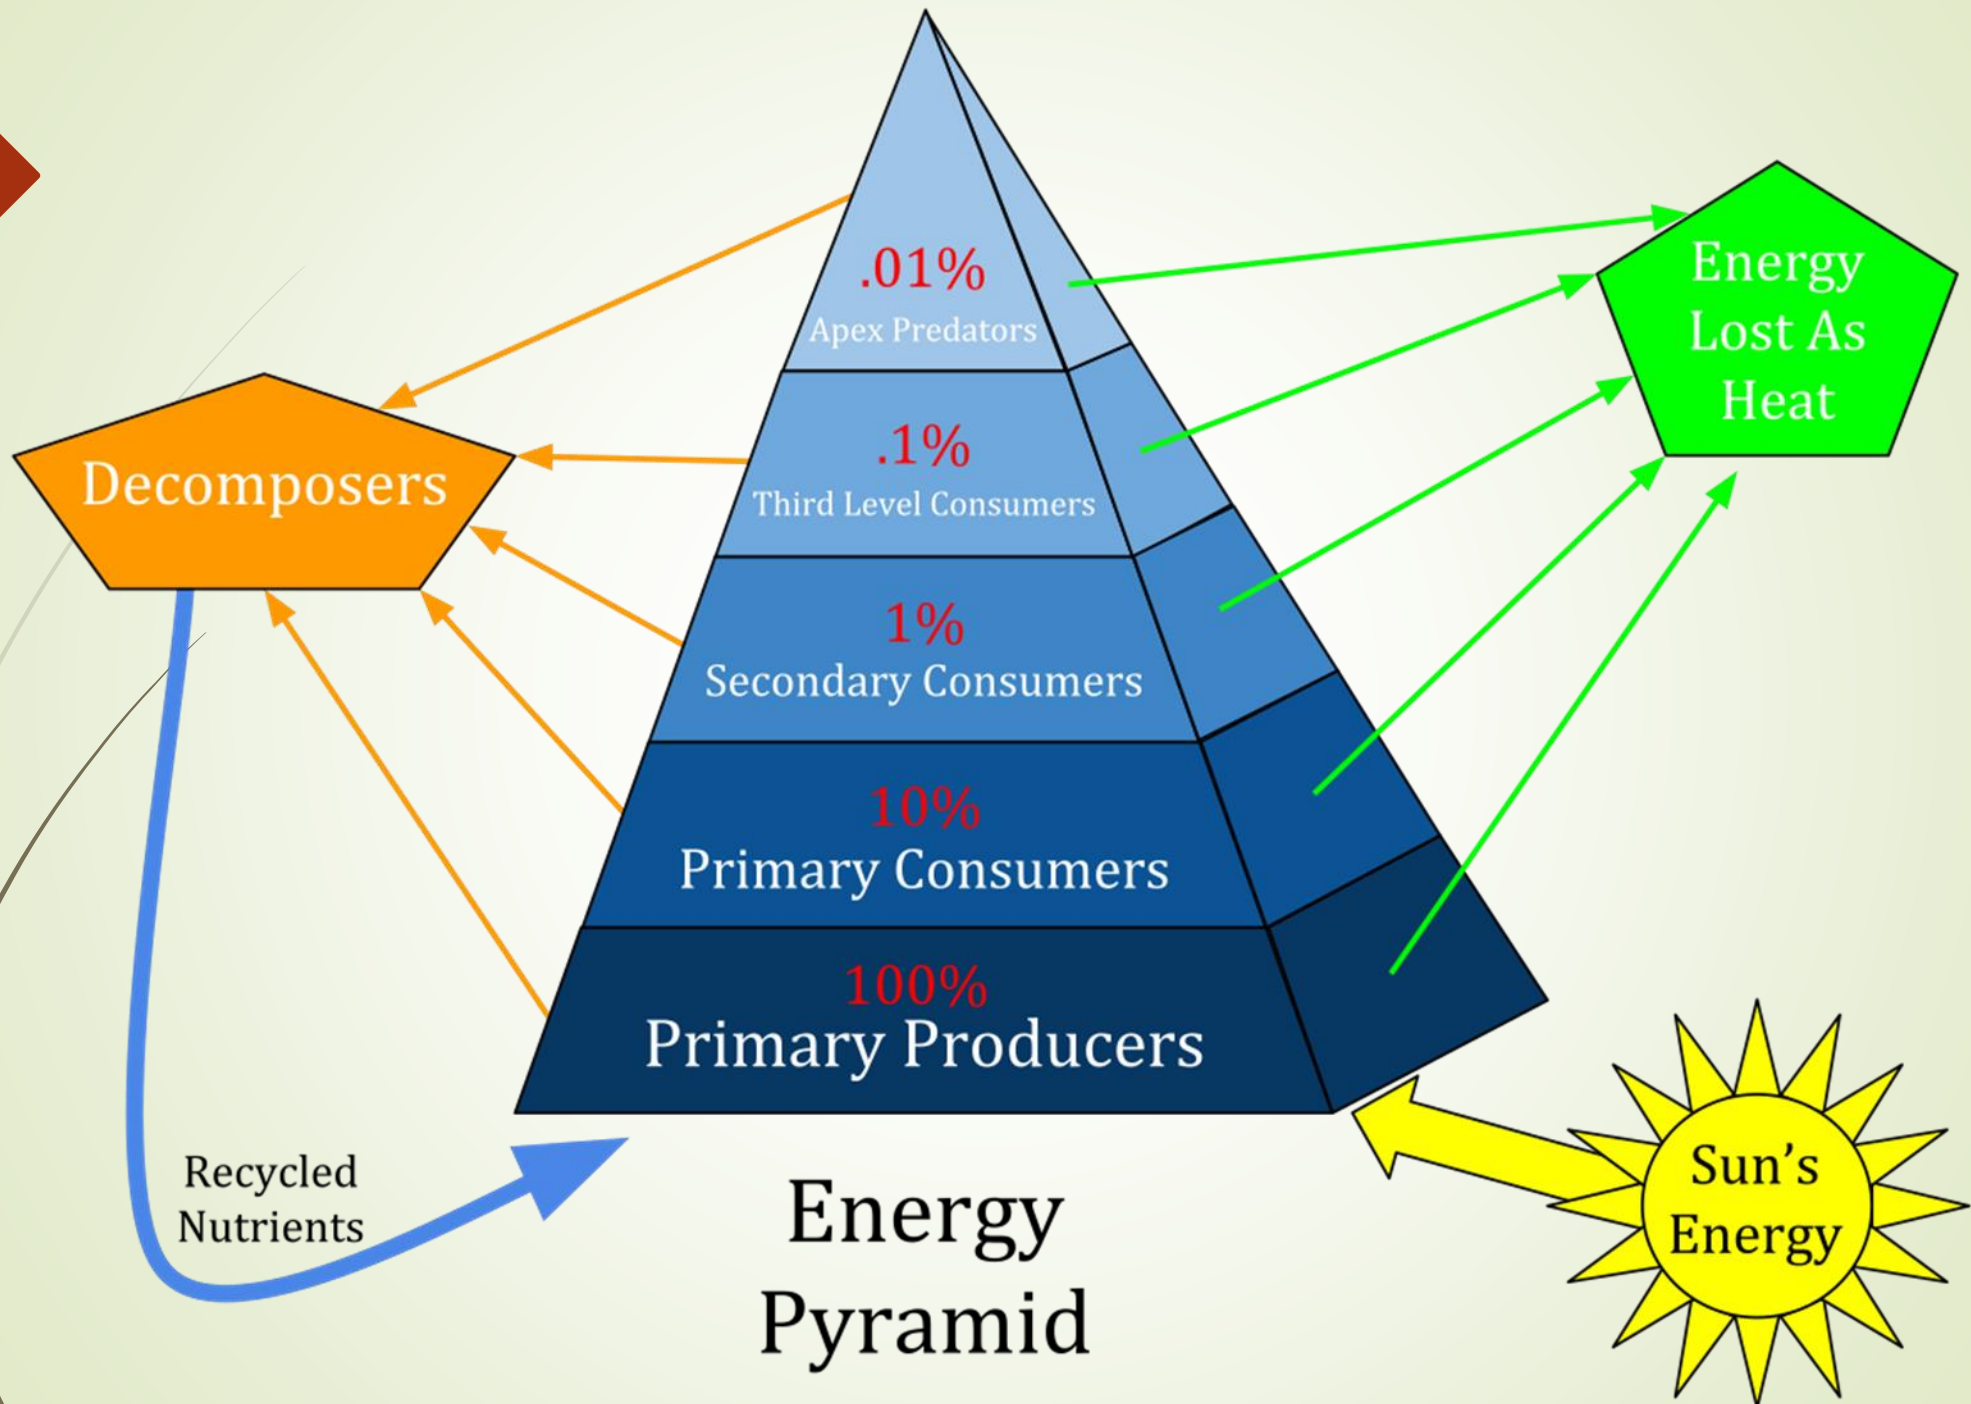 .01%
Apex Predators
.1%
Third Level Consumers
1%
Secondary Consumers
10%
Primary Consumers
100%
Primary Producers
Decomposers
Recycled
Nutrients
Energy
Lost As
Heat
Sun's
Energy
Energy
Pyramid